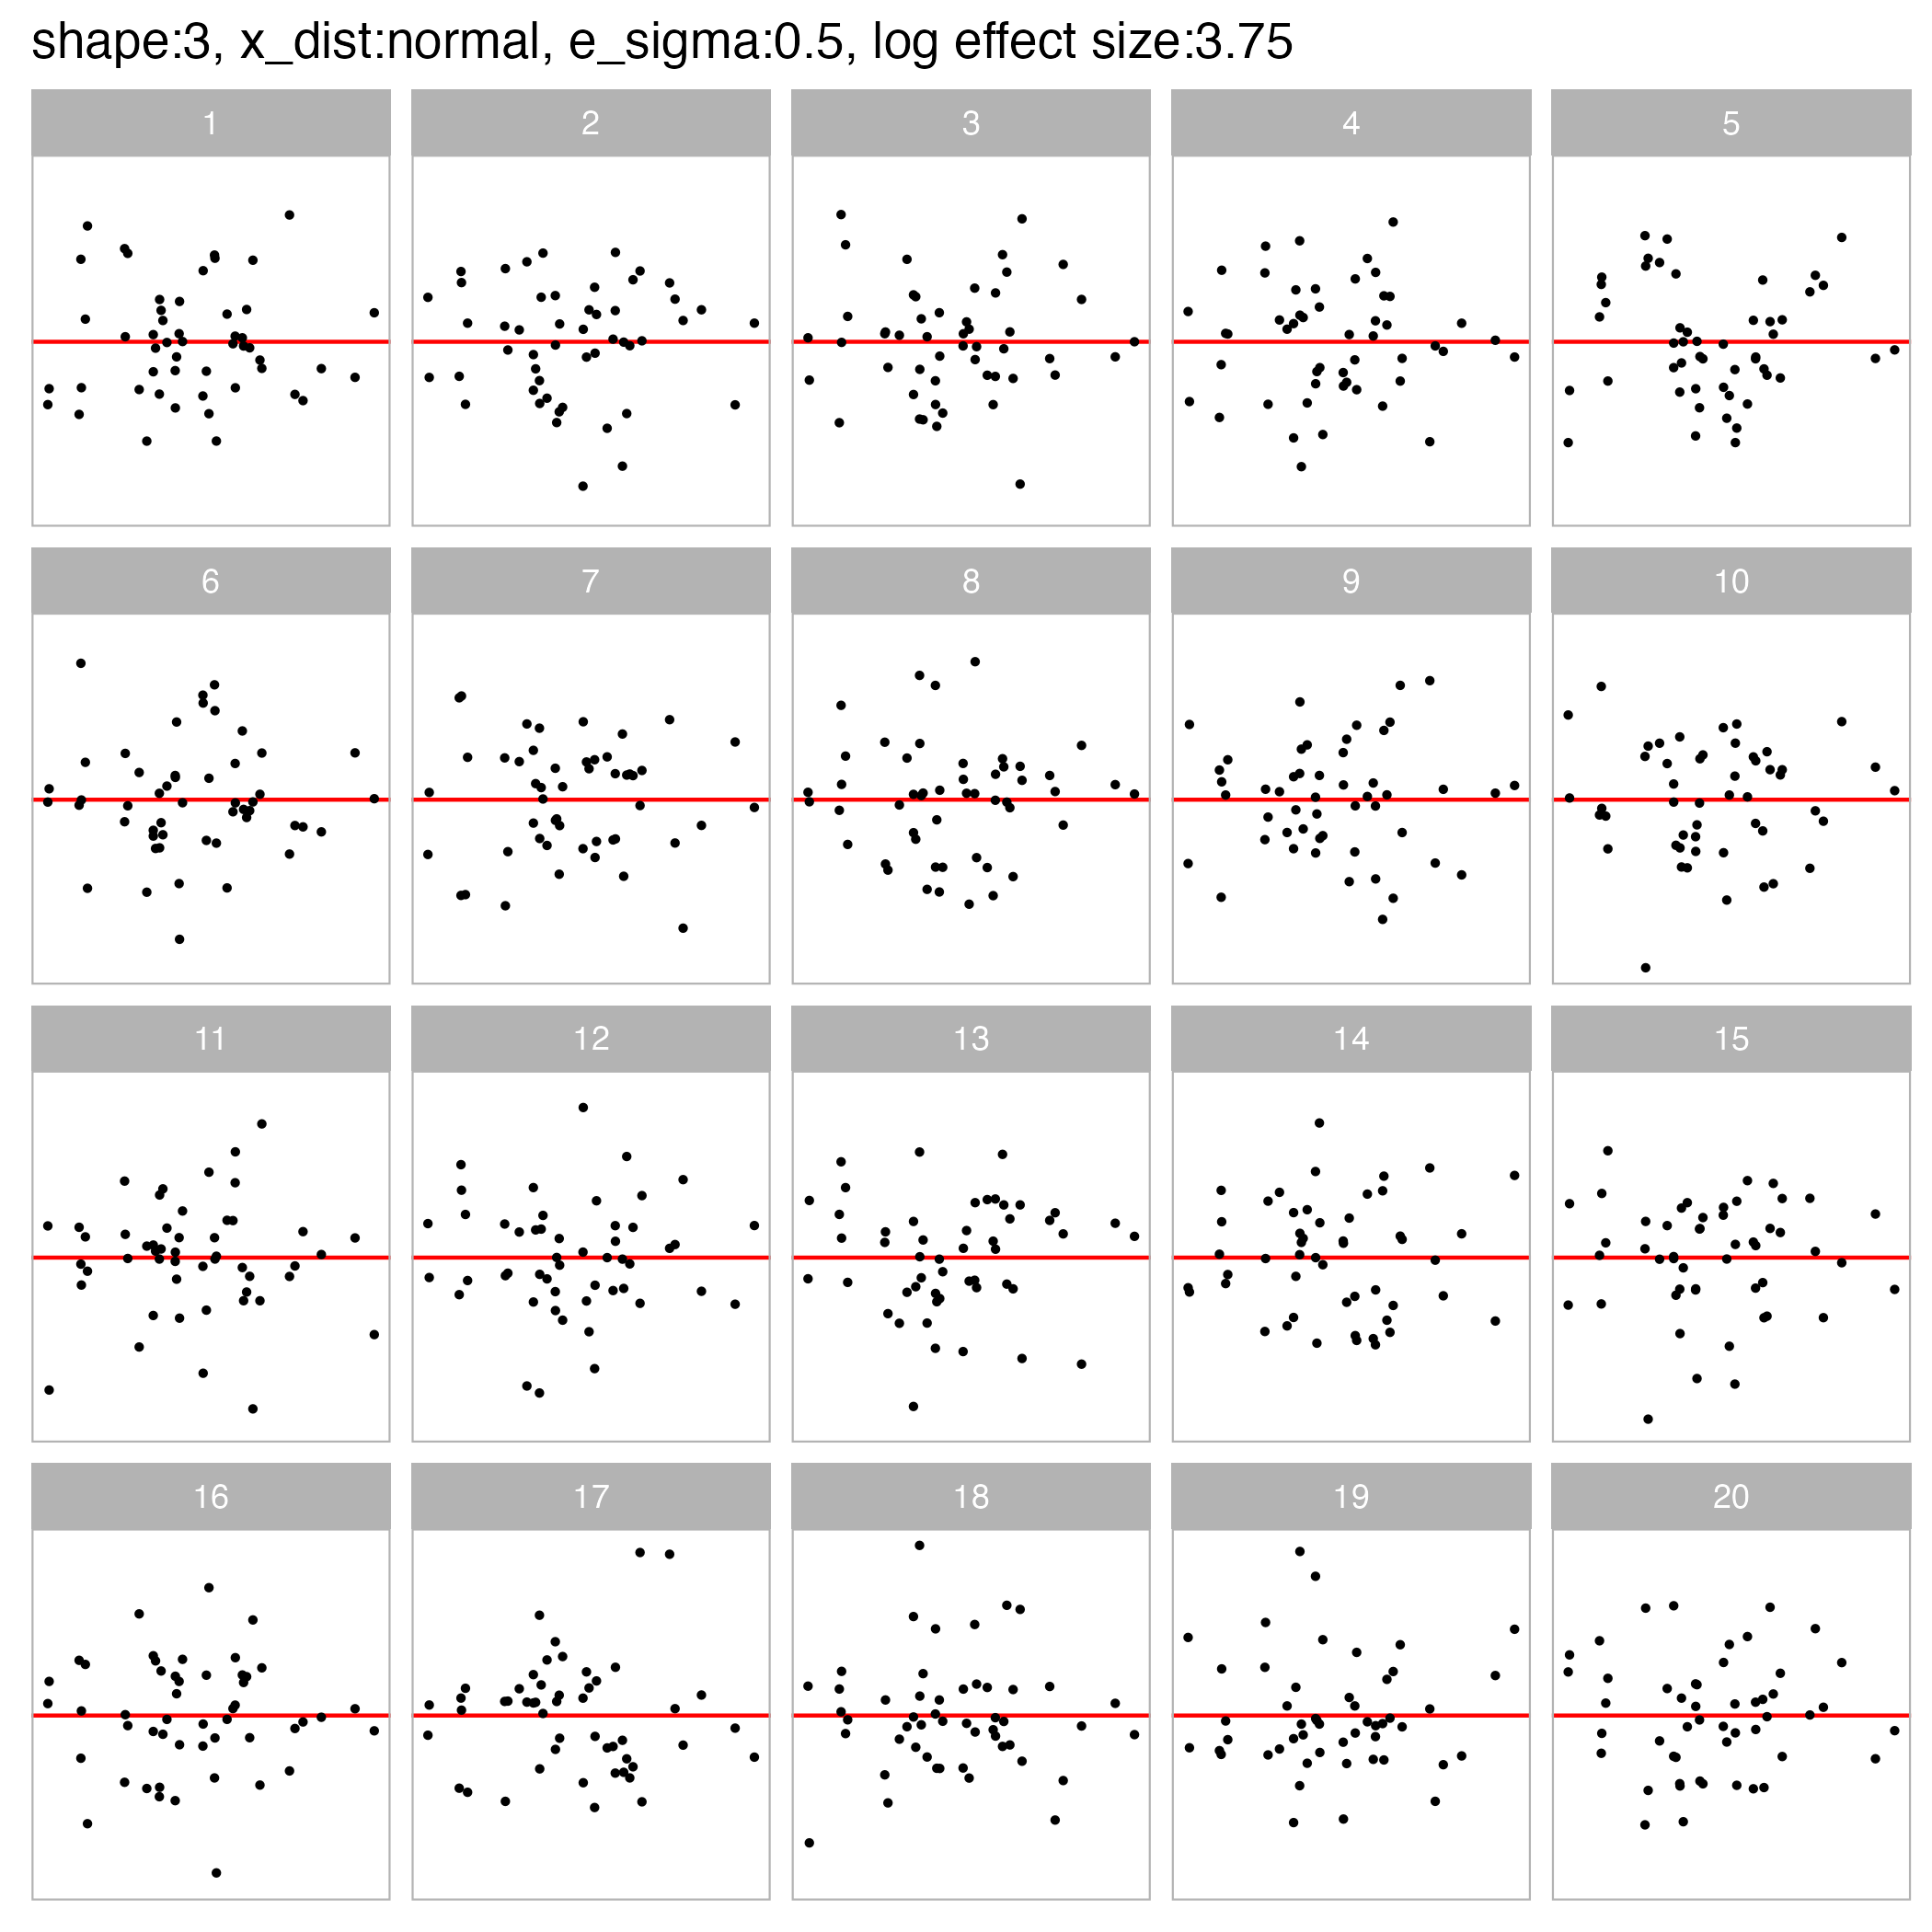 shape:3, x_dist:normal, e_sigma:0.5, log effect size:3.75
1 2 3 4 5
6 7 8 9 10
11 12 13 14 15
16 17 18 19 20